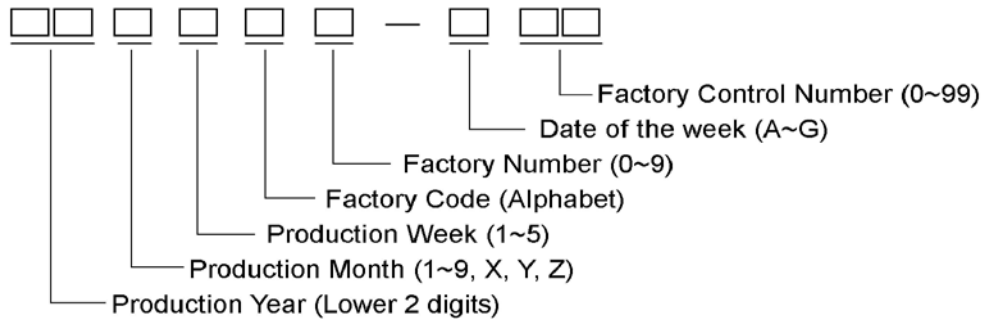 Factory Control Number (0~99)
Date of the week (A~G)
Factory Number (0~9)
Factory Code (Alphabet)
Production Week (1~5)
Production Month (1~9, X, Y, Z)
Production Year (Lower 2 digits)